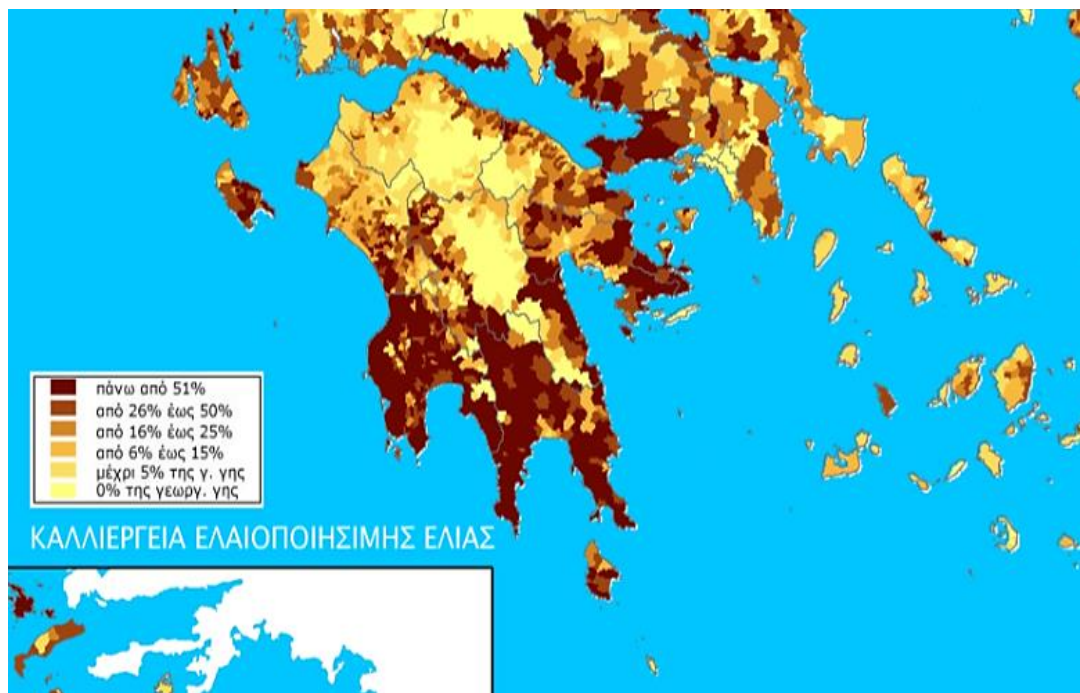 πάνω από 51%
από 26% έως 50%
από 16% έως 25%
από 6% έως 15%
μέχρι 5% της γ. γης
0% της γεωργ. γης
ΚΑΛΛΙΕΡΓΕΙΑ ΕΛΑΙΟΠΟΙΗΣΙΜΗΣ ΕΛΙΑΣ